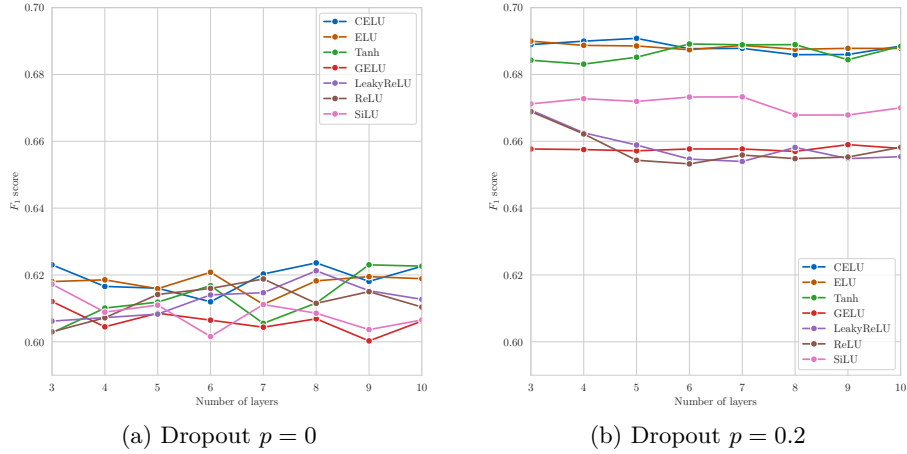 0.70
0.68
0.66
0.64
0.62
0.60
F₁ score
CELU
ELU
Tanh
GELU
LeakyReLU
ReLU
SiLU
3 4 5 6 7 8 9 10
Number of layers
(a) Dropout p = 0
0.70
0.68
0.66
0.64
0.62
0.60
F₁ score
CELU
ELU
Tanh
GELU
LeakyReLU
ReLU
SiLU
3 4 5 6 7 8 9 10
Number of layers
(b) Dropout p = 0.2